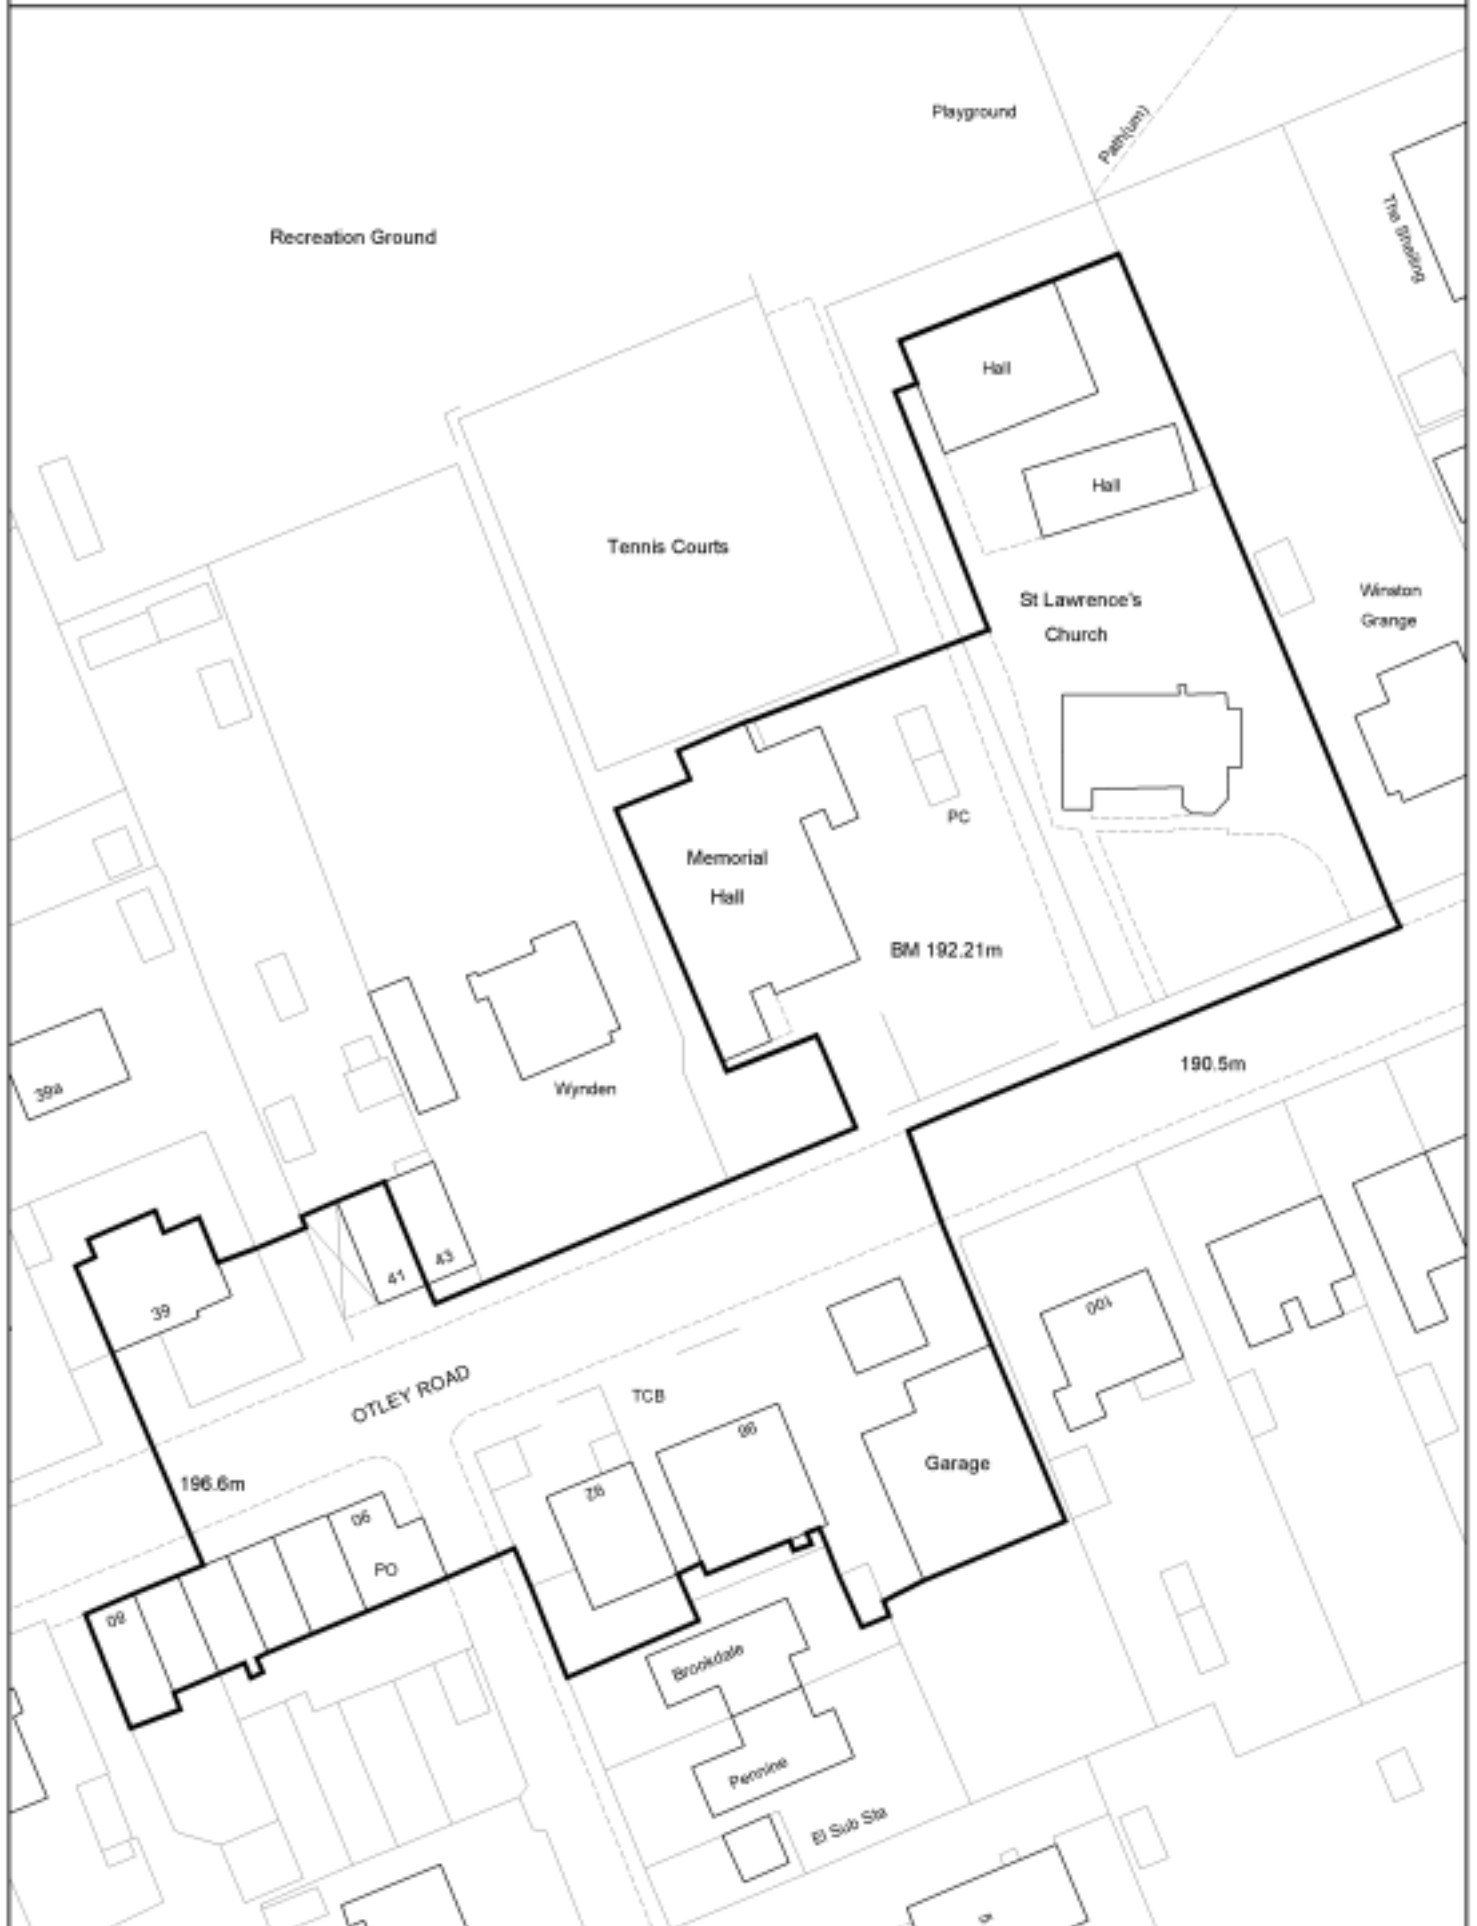 Playground
Path(um)
Recreation Ground
Hall
Hall
Tennis Courts
St Lawrence's
Church
Winston
Grange
PC
Memorial
Hall
BM 192.21m
190.5m
Wynden
39a
43
41
39
100
OTLEY ROAD
TCB
Garage
196.6m
90
PO
Brookdale
Pennine
El Sub Sta